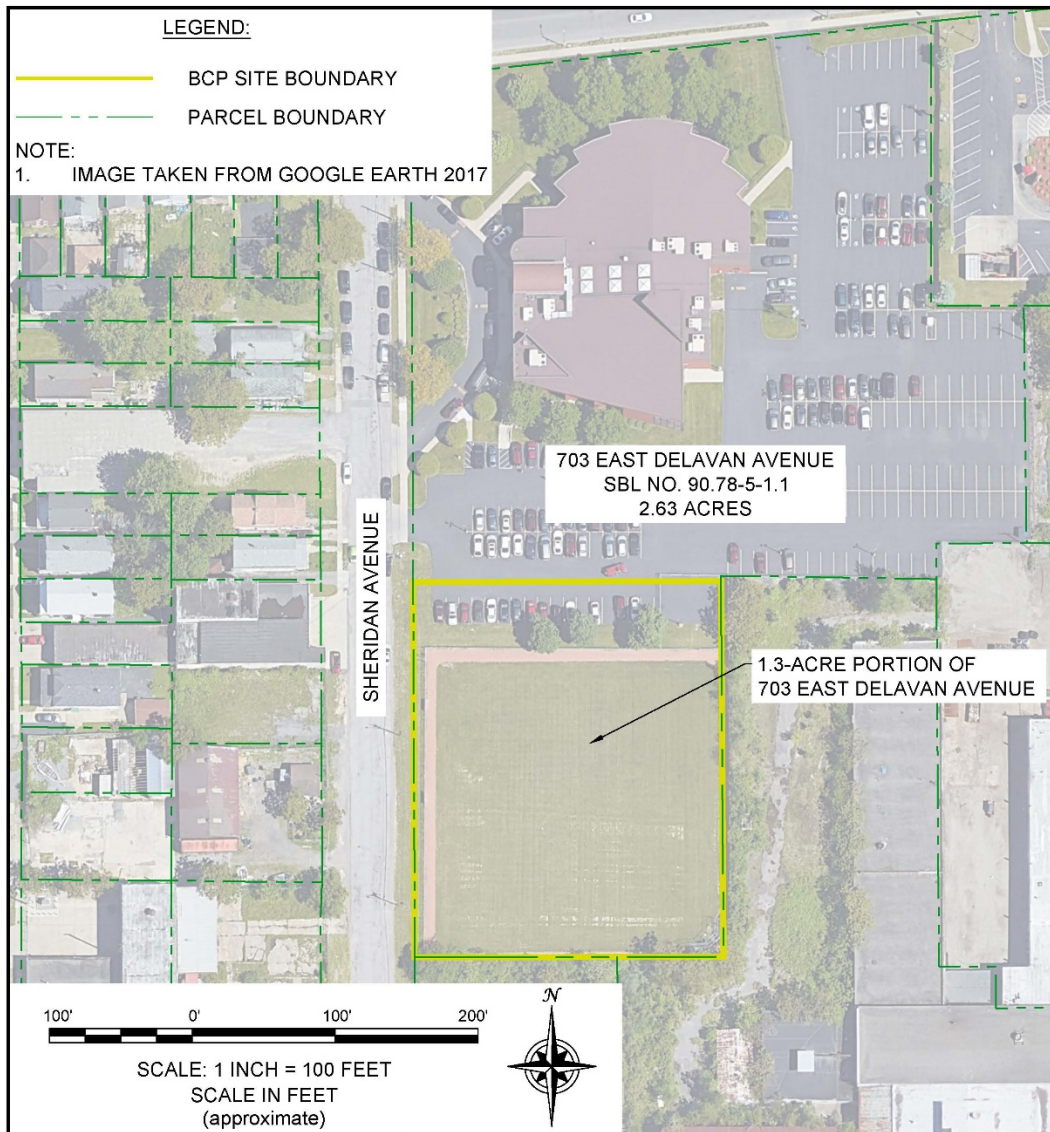 LEGEND:
BCP SITE BOUNDARY
PARCEL BOUNDARY
NOTE:
1. IMAGE TAKEN FROM GOOGLE EARTH 2017
703 EAST DELAVAN AVENUE
SBL NO. 90.78-5-1.1
2.63 ACRES
SHERIDAN AVENUE
1.3-ACRE PORTION OF
703 EAST DELAVAN AVENUE
N
100' 0' 100' 200'
SCALE: 1 INCH = 100 FEET
SCALE IN FEET
(approximate)